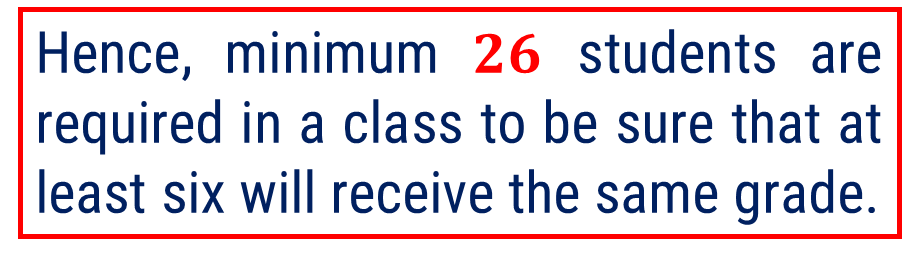 Hence, minimum 26 students are
required in a class to be sure that at
least six will receive the same grade.